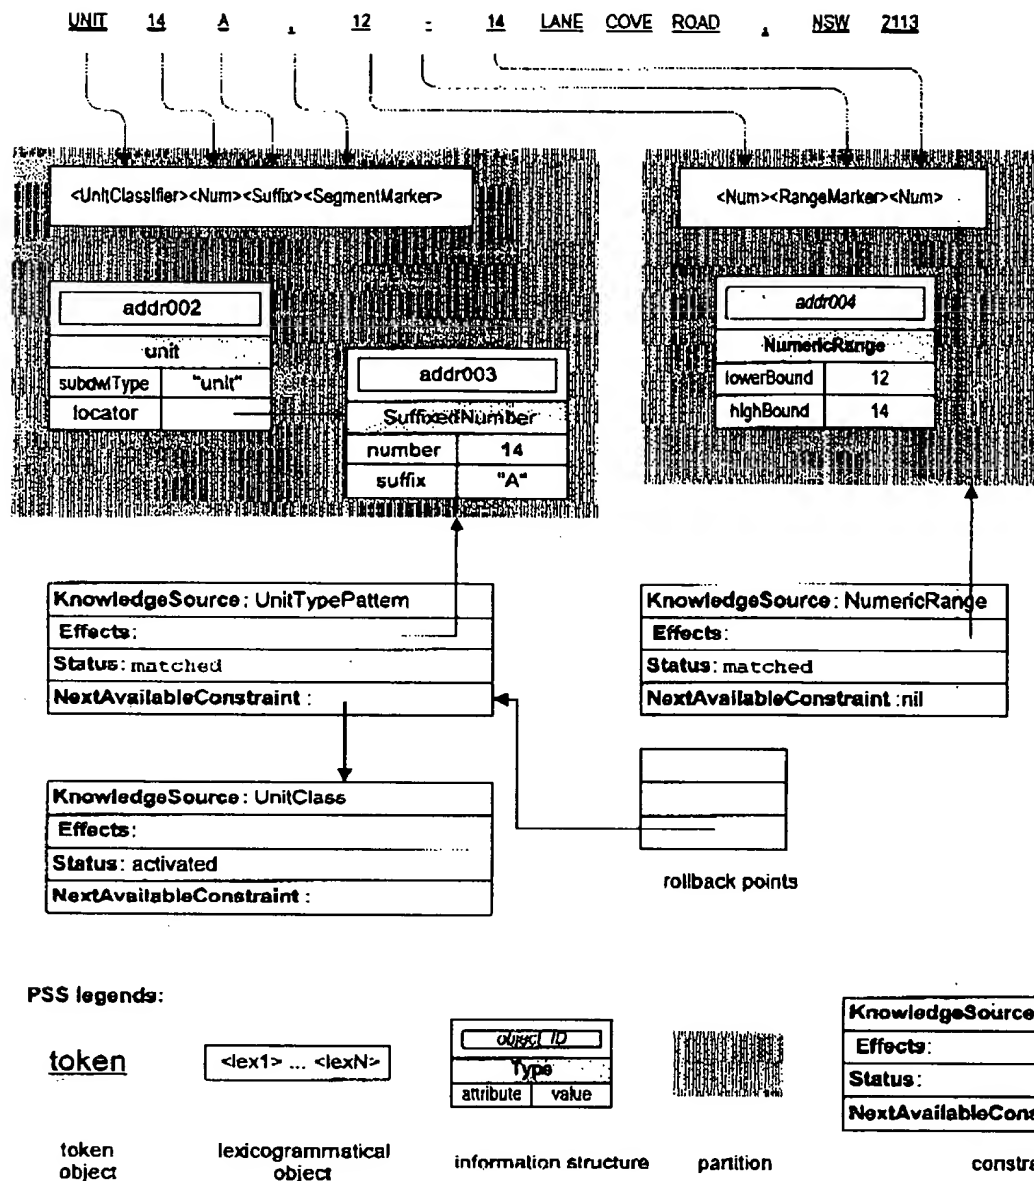 UNIT 14 A , 12 - 14 LANE COVE ROAD , NSW 2113
<UnitClassifier><Num><Suffix><SegmentMarker>
<Num><RangeMarker><Num>
addr002
unit
subdwlType "unit"
locator
addr003
SuffixedNumber
number 14
suffix "A"
addr004
NumericRange
lowerBound 12
highBound 14
KnowledgeSource: UnitTypePattern
Effects:
Status: matched
NextAvailableConstraint :
KnowledgeSource: NumericRange
Effects:
Status: matched
NextAvailableConstraint :nil
KnowledgeSource: UnitClass
Effects:
Status: activated
NextAvailableConstraint :
rollback points
PSS legends:
token
<lex1> ... <lexN>
object_ID
Type
attribute value
KnowledgeSource
Effects:
Status:
NextAvailableCons
token
object
lexicogrammatical
object
information structure
partition
constra